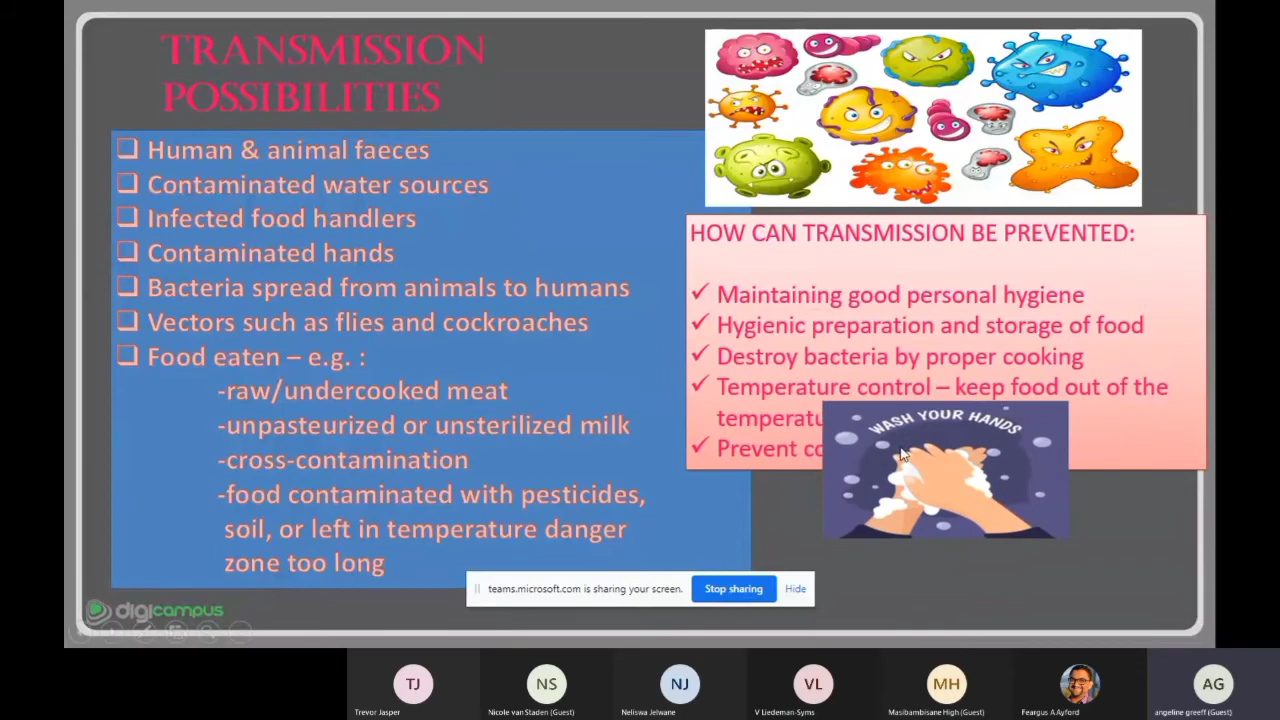 TRANSMISSION
POSSIBILITIES
Human & animal faeces
Contaminated water sources
Infected food handlers
Contaminated hands
Bacteria spread from animals to humans
Vectors such as flies and cockroaches
Food eaten – e.g. :
-raw/undercooked meat
-unpasteurized or unsterilized milk
-cross-contamination
-food contaminated with pesticides,
soil, or left in temperature danger
zone too long
HOW CAN TRANSMISSION BE PREVENTED:
Maintaining good personal hygiene
Hygienic preparation and storage of food
Destroy bacteria by proper cooking
Temperature control – keep food out of the
Prevent
WASH YOUR HANDS
teams.microsoft.com is sharing your screen.
Stop sharing
Hide
digicampus
TJ
NS
NJ
VL
MH
AG
Trevor Jasper
Nicole van Staden (Guest)
Neliswa Jelwane
V Liedeman-Syms
Masibambisane High (Guest)
Feargus A Ayford
angeline greeff (Guest)